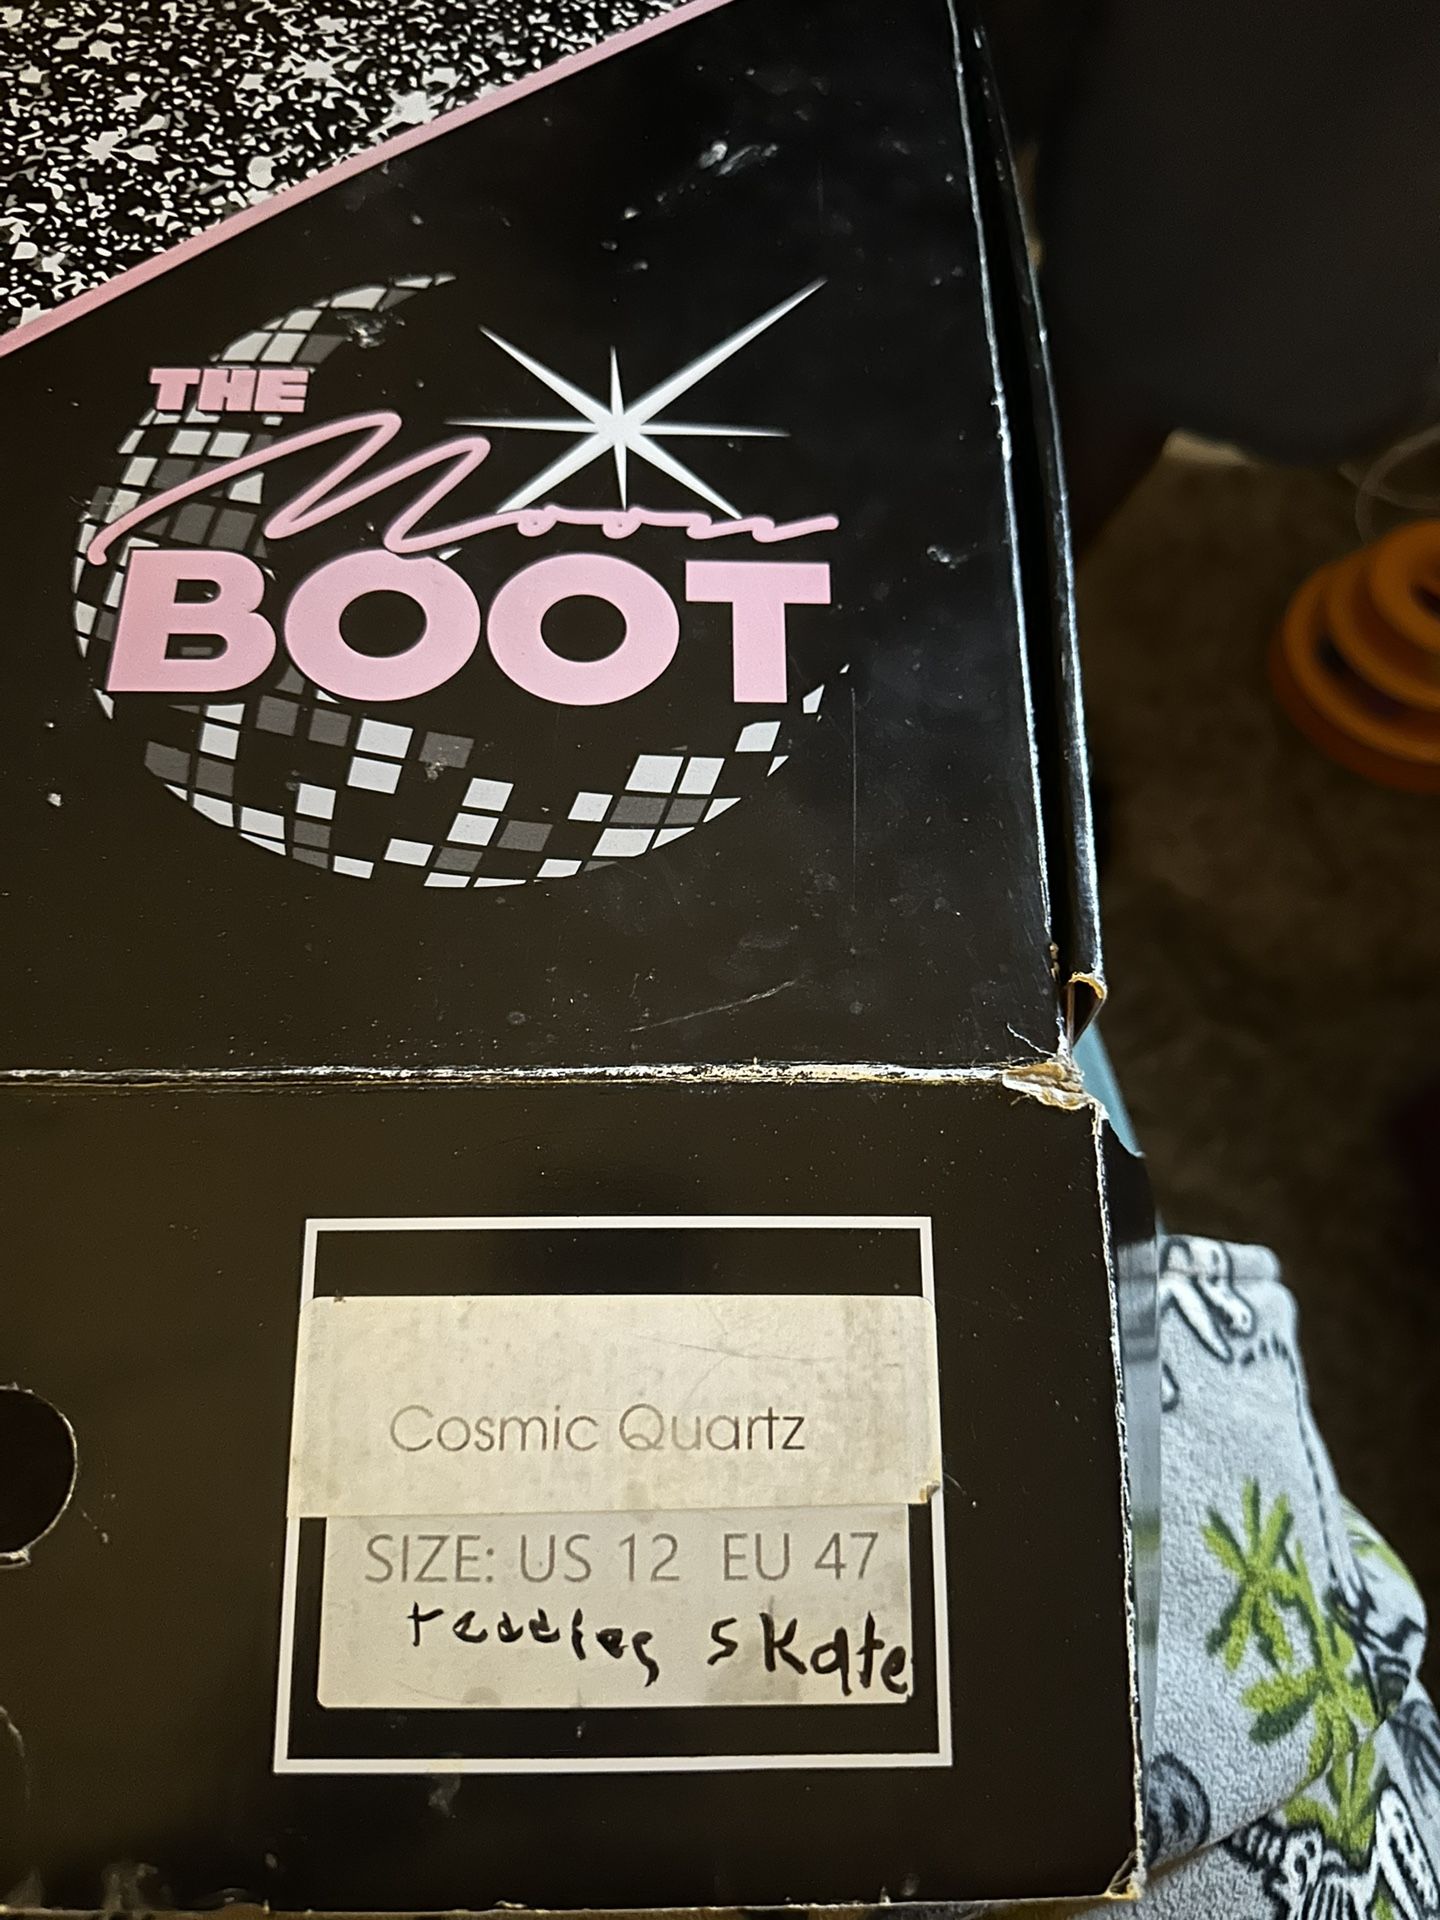 THE
Moon
BOOT
Cosmic Quartz
SIZE: US 12 EU 47
skate